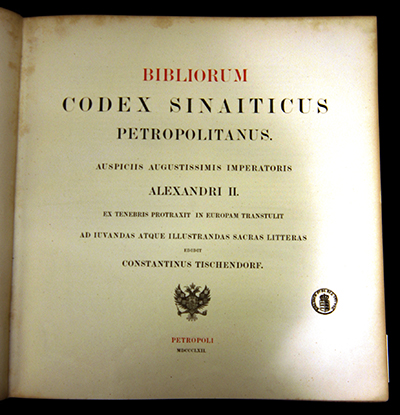 BIBLIORUM
CODEX SINAITICUS
PETROPOLITANUS.
AUSPICIIS AUGUSTISSIMIS IMPERATORIS
ALEXANDRI II.
EX TENEBRIS PROTRAXIT IN EUROPAM TRANSTULIT
AD IUVANDAS ATQUE ILLUSTRANDAS SACRAS LITTERAS
EDIDIT
CONSTANTINUS TISCHENDORF.
PETROPOLI
MDCCCLXII.